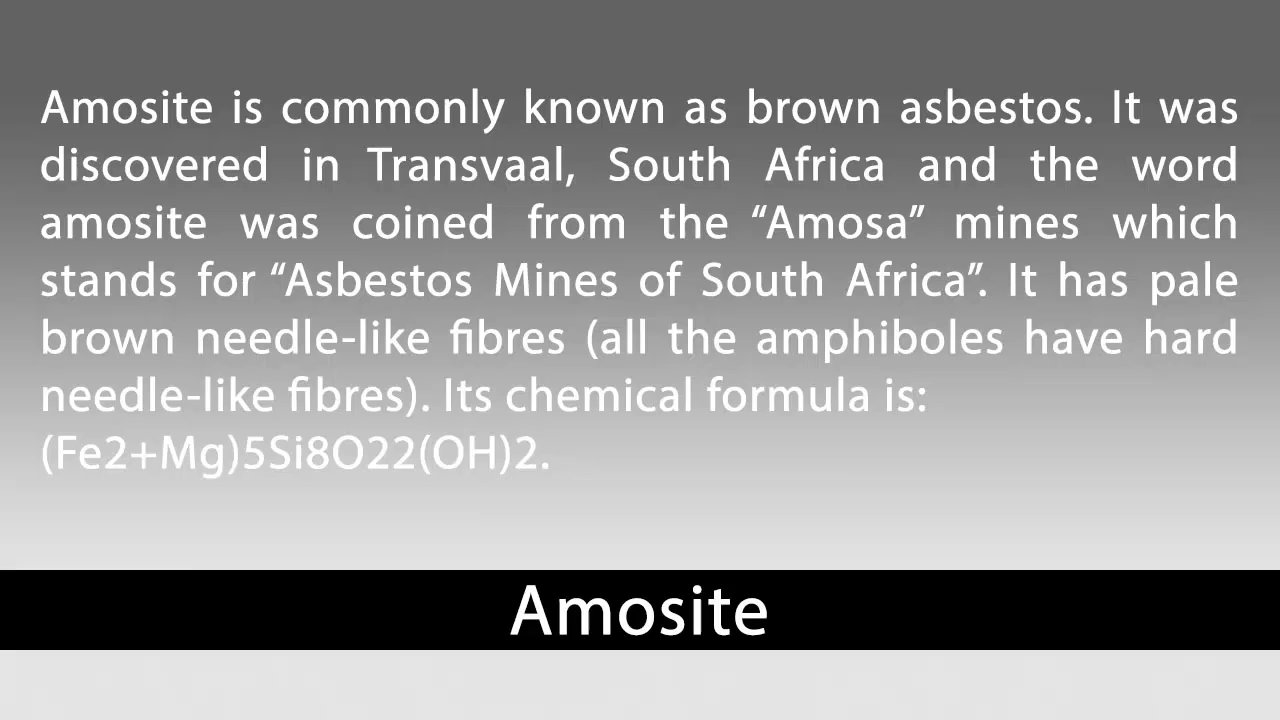 Amosite is commonly known as brown asbestos. It was
discovered in Transvaal, South Africa and the word
amosite was coined from the “Amosa” mines which
stands for “Asbestos Mines of South Africa”. It has pale
brown needle-like fibres (all the amphiboles have hard
needle-like fibres). Its chemical formula is:
(Fe2+Mg)5Si8O22(OH)2.
Amosite